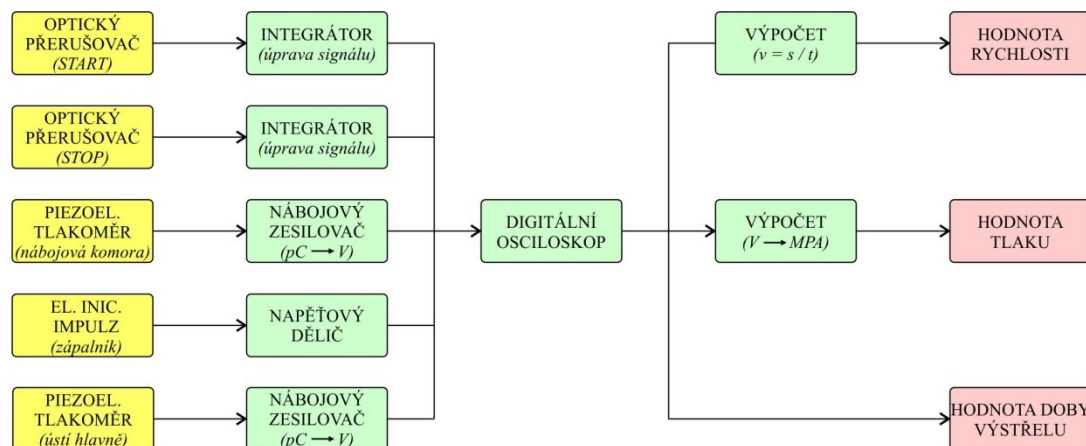 OPTICKÝ
PŘERUŠOVAČ
(START)
INTEGRÁTOR
(úprava signálu)
VÝPOČET
(v = s / t)
HODNOTA
RYCHLOSTI
OPTICKÝ
PŘERUŠOVAČ
(STOP)
INTEGRÁTOR
(úprava signálu)
PIEZOEL.
TLAKOMĚR
(nábojová komora)
NÁBOJOVÝ
ZESILOVAČ
(pC → V)
DIGITÁLNÍ
OSCILOSKOP
VÝPOČET
(V → MPA)
HODNOTA
TLAKU
EL. INIC.
IMPULZ
(zápalník)
NAPĚŤOVÝ
DĚLIČ
PIEZOEL.
TLAKOMĚR
(ústí hlavně)
NÁBOJOVÝ
ZESILOVAČ
(pC → V)
HODNOTA DOBY
VÝSTŘELU